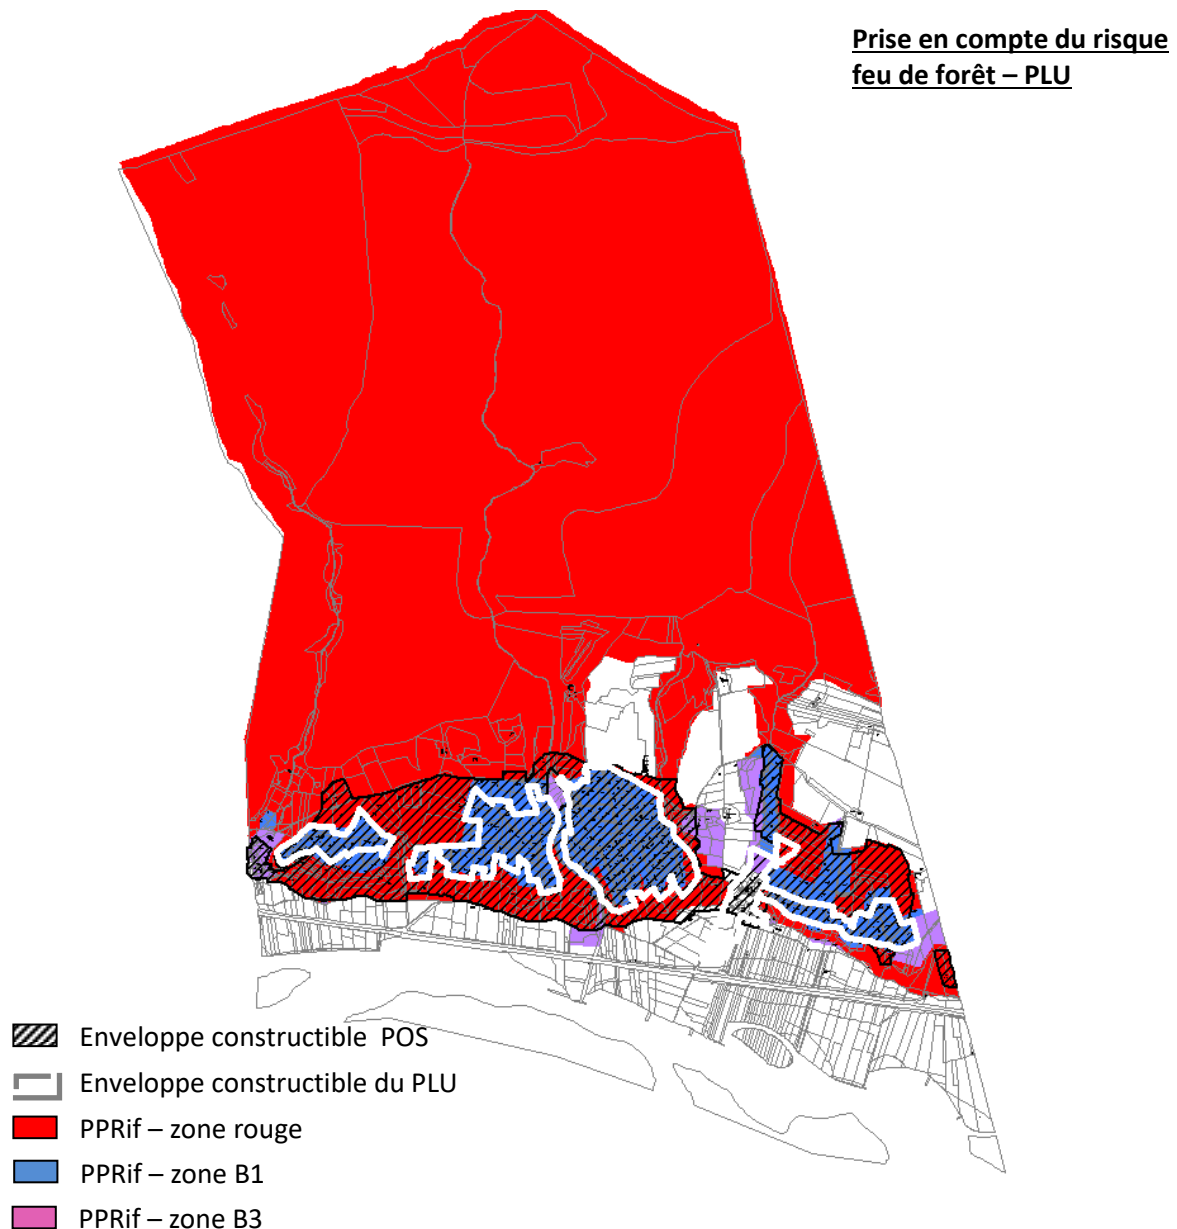 Prise en compte du risque
feu de forêt – PLU
Enveloppe constructible POS
Enveloppe constructible du PLU
PPRif – zone rouge
PPRif – zone B1
PPRif – zone B3